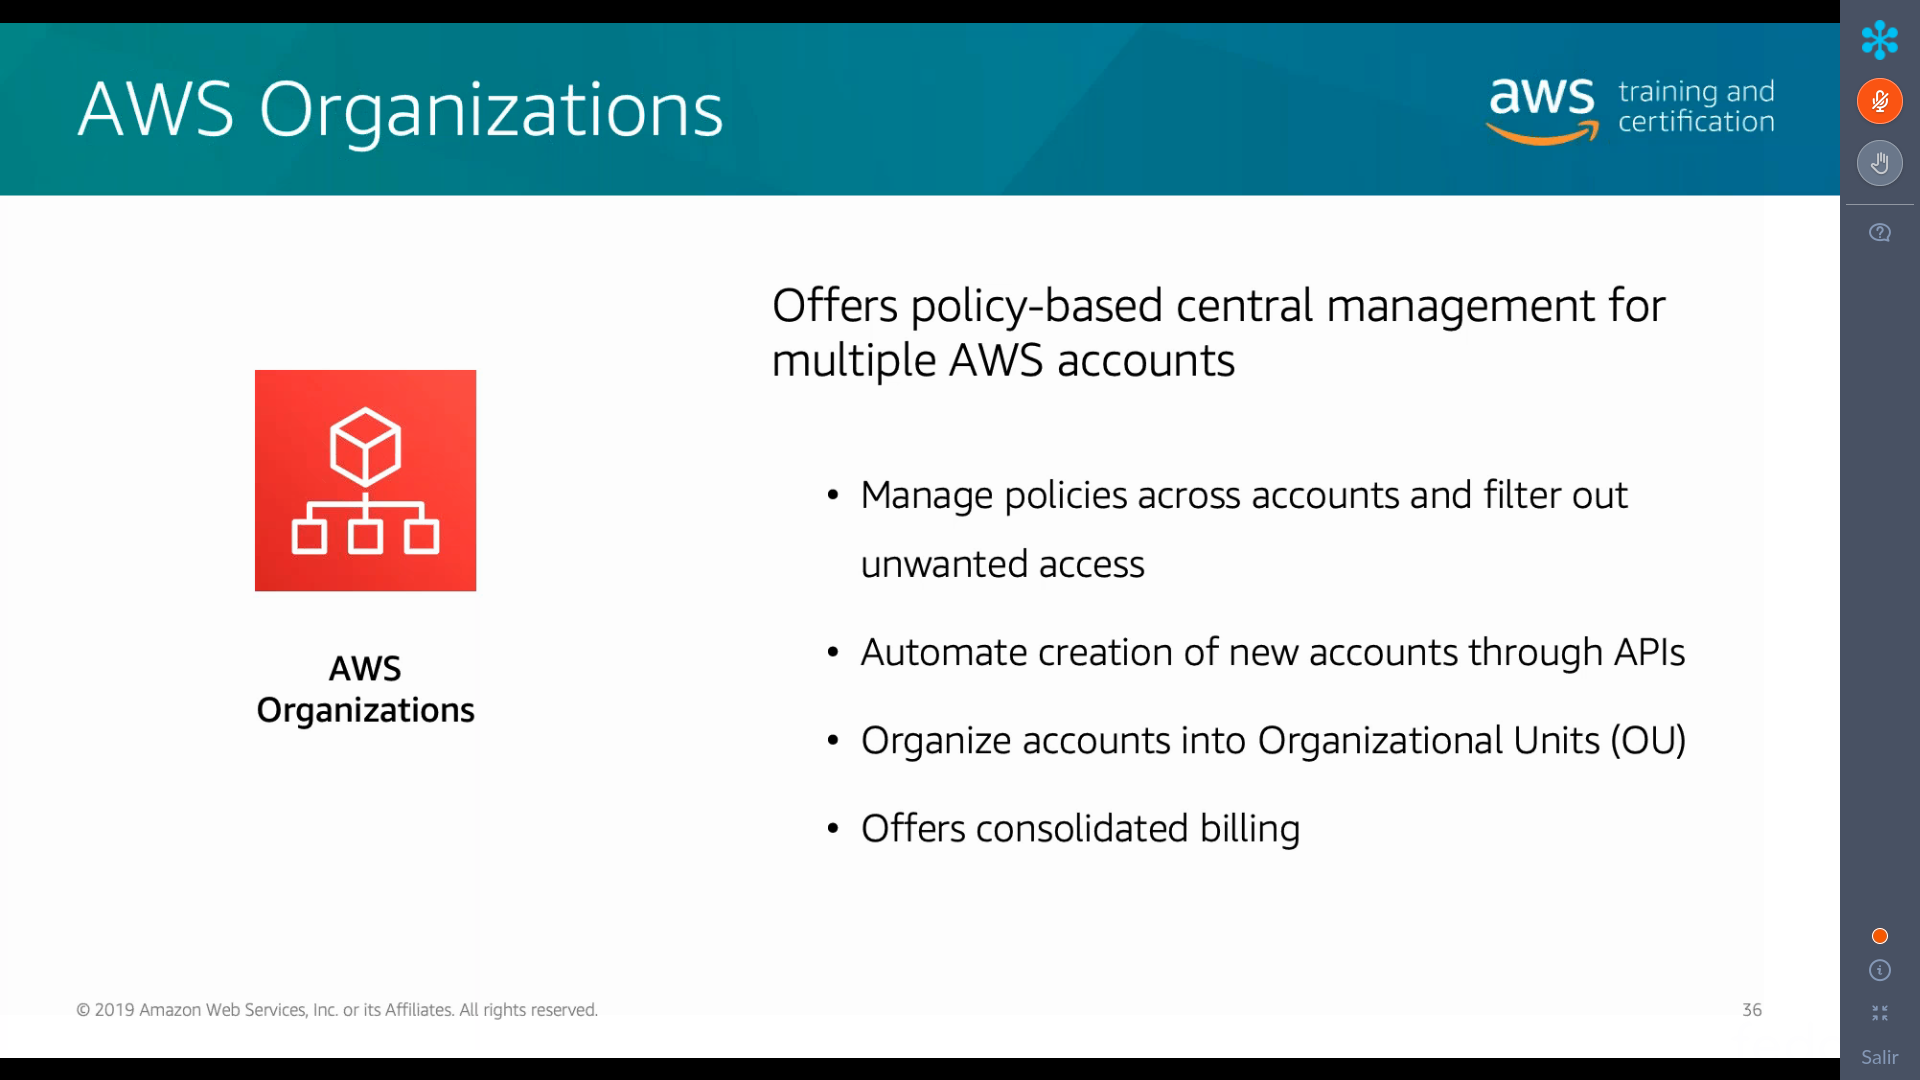 AWS Organizations
aws training and
certification
Offers policy-based central management for
multiple AWS accounts
• Manage policies across accounts and filter out
unwanted access
• Automate creation of new accounts through APIs
• Organize accounts into Organizational Units (OU)
• Offers consolidated billing
AWS
Organizations
© 2019 Amazon Web Services, Inc. or its Affiliates. All rights reserved.
36
Salir